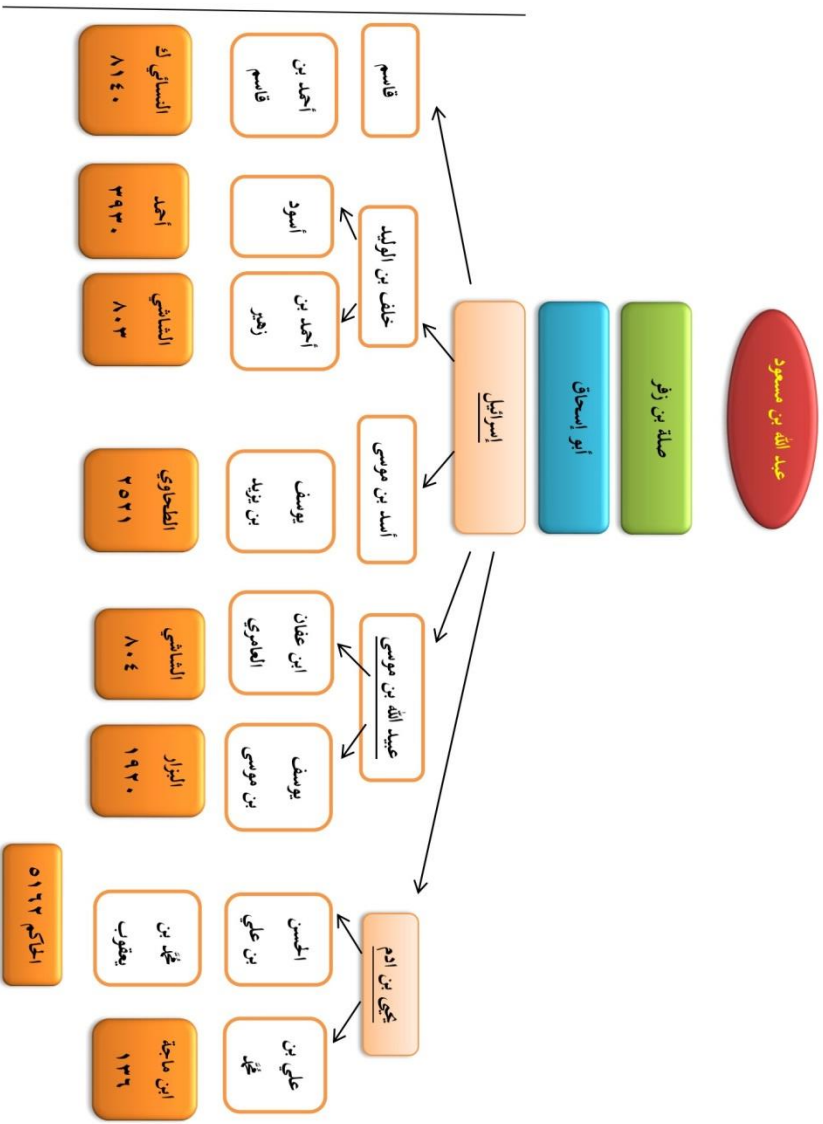 عبد الله بن مسعود
صلة بن زفر
أبو إسحاق
إسرائيل
يحيى بن ادم
عبيد الله بن موسى
أسد بن موسى
خلف بن الوليد
قاسم
علي بن
محمد
الحسن
بن علي
يوسف
بن موسى
ابن عفان
العامري
يوسف
بن يزيد
أحمد بن
زهير
أسود
أحمد بن
قاسم
ابن ماجة
١٣٦
محمد بن
يعقوب
البزار
١٩٢٠
الشاشي
٨٠٤
الطحاوي
٢٥٢١
الشاشي
٨٠٣
أحمد
٣٩٣٠
النسائي ك
٨١٤٠
الحاكم ٥١٦٢